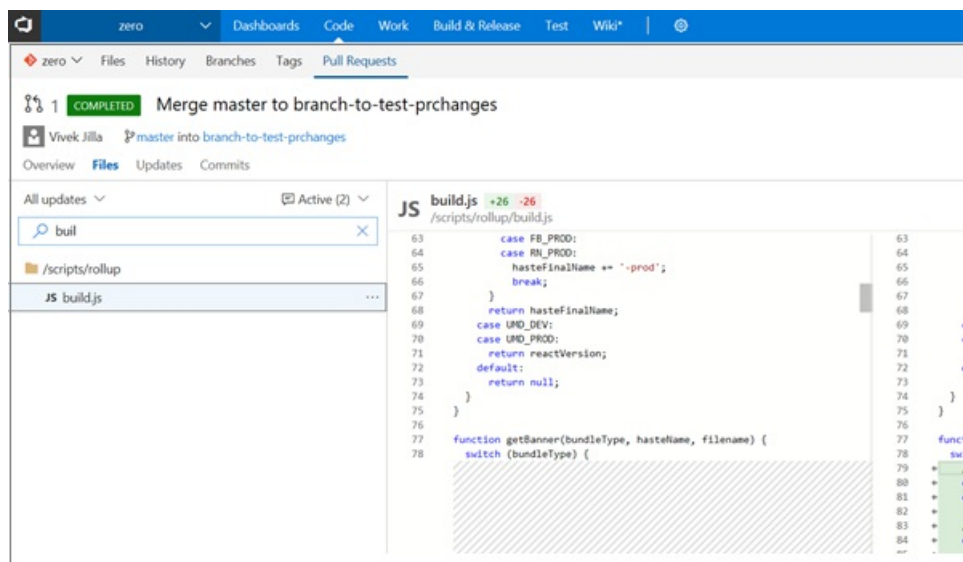 zero Dashboards Code Work Build & Release Test Wiki*
zero Files History Branches Tags Pull Requests
1 COMPLETED Merge master to branch-to-test-prchanges
Vivek Jilla master into branch-to-test-prchanges
Overview Files Updates Commits
All updates Active (2)
buil
/scripts/rollup
JS build.js ...
JS build.js +26 -26
/scripts/rollup/build.js
63 case FB_PROD: 63
64 case RN_PROD: 64
65 hasteFinalName += '-prod'; 65
66 break; 66
67 } 67
68 return hasteFinalName; 68
69 case UMD_DEV: 69
70 case UMD_PROD: 70
71 return reactVersion; 71
72 default: 72
73 return null; 73
74 } 74 }
75 } 75 }
76 76
77 function getBanner(bundleType, hasteName, filename) { 77 func
78 switch (bundleType) { 78 sw
79 +
80 +
81 +
82 +
83 +
84 +